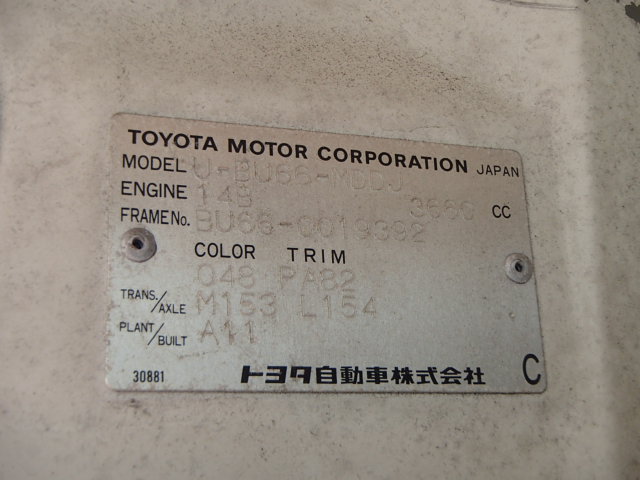 TOYOTA MOTOR CORPORATION JAPAN
MODEL U-BU66-MDDJ
ENGINE 14B 3660 CC
FRAME No. BU66-0019392
COLOR TRIM
048 PA82
TRANS./AXLE M153 L154
PLANT/BUILT A11
30881 トヨタ自動車株式会社 C